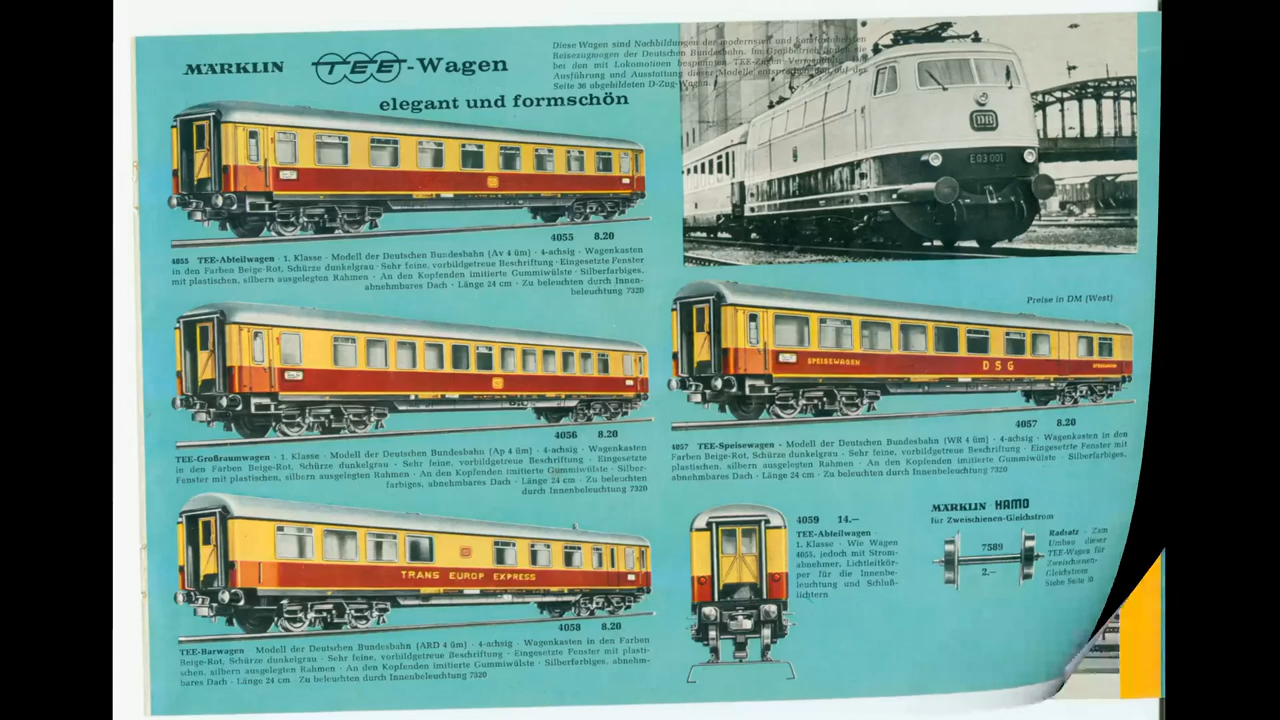 MÄRKLIN TEE-Wagen
elegant und formschön
Diese Wagen sind Nachbildungen der modernsten und komfortabelsten
Reisezugwagen der Deutschen Bundesbahn. Im Großbetrieb finden sie
bei den mit Lokomotiven bespannten TEE-Zügen Verwendung. Die
Ausführung und Ausstattung dieser Modelle entsprechen den auf der
Seite 36 abgebildeten D-Zug-Wagen.
DB
E03 001
4055 8.20
4055 TEE-Abteilwagen · 1. Klasse · Modell der Deutschen Bundesbahn (Av 4 üm) · 4-achsig · Wagenkasten
in den Farben Beige-Rot, Schürze dunkelgrau · Sehr feine, vorbildgetreue Beschriftung · Eingesetzte Fenster
mit plastischen, silbern ausgelegten Rahmen · An den Kopfenden imitierte Gummiwülste · Silberfarbiges,
abnehmbares Dach · Länge 24 cm · Zu beleuchten durch Innen-
beleuchtung 7320
4056 8.20
TEE-Großraumwagen · 1. Klasse · Modell der Deutschen Bundesbahn (Ap 4 üm) · 4-achsig · Wagenkasten
in den Farben Beige-Rot, Schürze dunkelgrau · Sehr feine, vorbildgetreue Beschriftung · Eingesetzte
Fenster mit plastischen, silbern ausgelegten Rahmen · An den Kopfenden imitierte Gummiwülste · Silber-
farbiges, abnehmbares Dach · Länge 24 cm · Zu beleuchten
durch Innenbeleuchtung 7320
TRANS EUROP EXPRESS
4058 8.20
TEE-Barwagen Modell der Deutschen Bundesbahn (ARD 4 üm) · 4-achsig · Wagenkasten in den Farben
Beige-Rot, Schürze dunkelgrau · Sehr feine, vorbildgetreue Beschriftung · Eingesetzte Fenster mit plasti-
schen, silbern ausgelegten Rahmen · An den Kopfenden imitierte Gummiwülste · Silberfarbiges, abnehm-
bares Dach · Länge 24 cm · Zu beleuchten durch Innenbeleuchtung 7320
Preise in DM (West)
SPEISEWAGEN DSG SPEISEWAGEN
4057 8.20
4057 TEE-Speisewagen · Modell der Deutschen Bundesbahn (WR 4 üm) · 4-achsig · Wagenkasten in den
Farben Beige-Rot, Schürze dunkelgrau · Sehr feine, vorbildgetreue Beschriftung · Eingesetzte Fenster mit
plastischen, silbern ausgelegten Rahmen · An den Kopfenden imitierte Gummiwülste · Silberfarbiges,
abnehmbares Dach · Länge 24 cm · Zu beleuchten durch Innenbeleuchtung 7320
4059 14.—
TEE-Abteilwagen
1. Klasse · Wie Wagen
4055, jedoch mit Strom-
abnehmer, Lichtleitkör-
per für die Innenbe-
leuchtung und Schluß-
lichtern
MÄRKLIN HAMO
für Zweischienen-Gleichstrom
7589
2.—
Radsatz · Zum
Umbau dieser
TEE-Wagen für
Zweischienen-
Gleichstrom
Siehe Seite 10